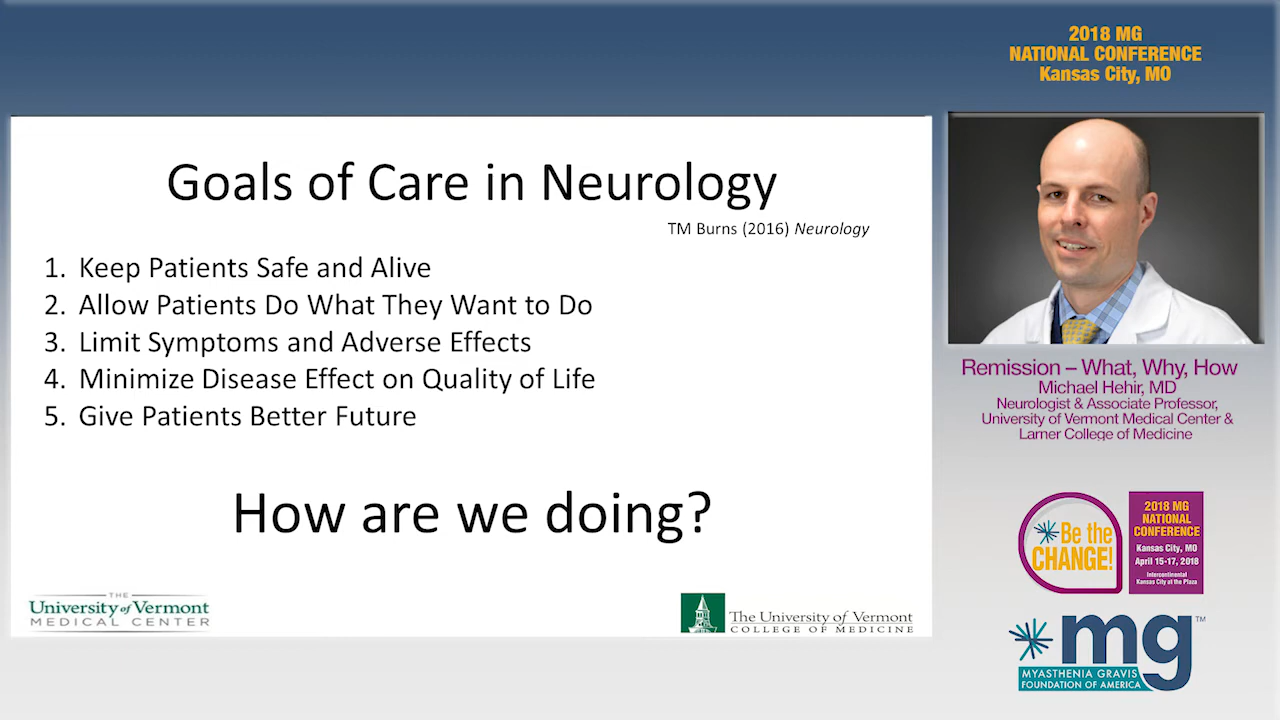 2018 MG
NATIONAL CONFERENCE
Kansas City, MO
Goals of Care in Neurology
TM Burns (2016) Neurology
1. Keep Patients Safe and Alive
2. Allow Patients Do What They Want to Do
3. Limit Symptoms and Adverse Effects
4. Minimize Disease Effect on Quality of Life
5. Give Patients Better Future
How are we doing?
THE
University of Vermont
MEDICAL CENTER
The University of Vermont
COLLEGE OF MEDICINE
Remission – What, Why, How
Michael Hehir, MD
Neurologist & Associate Professor,
University of Vermont Medical Center &
Larner College of Medicine
Be the
CHANGE!
2018 MG
NATIONAL
CONFERENCE
Kansas City, MO
April 15-17, 2018
Intercontinental
Kansas City at the Plaza
mg™
MYASTHENIA GRAVIS
FOUNDATION OF AMERICA